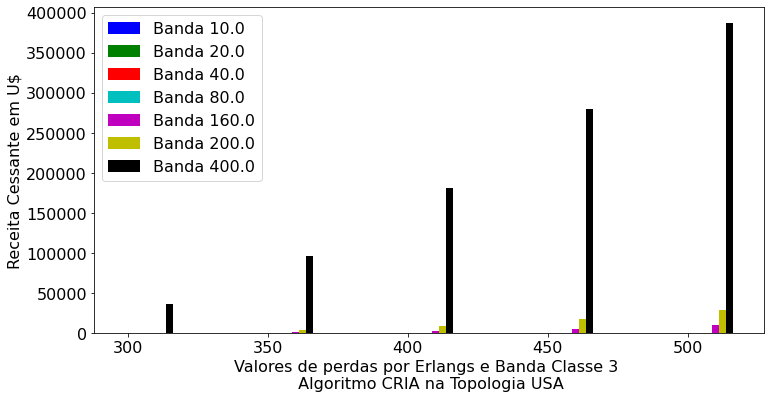 400000
350000
300000
250000
200000
150000
100000
50000
0
Receita Cessante em U$
Banda 10.0
Banda 20.0
Banda 40.0
Banda 80.0
Banda 160.0
Banda 200.0
Banda 400.0
300 350 400 450 500
Valores de perdas por Erlangs e Banda Classe 3
Algoritmo CRIA na Topologia USA